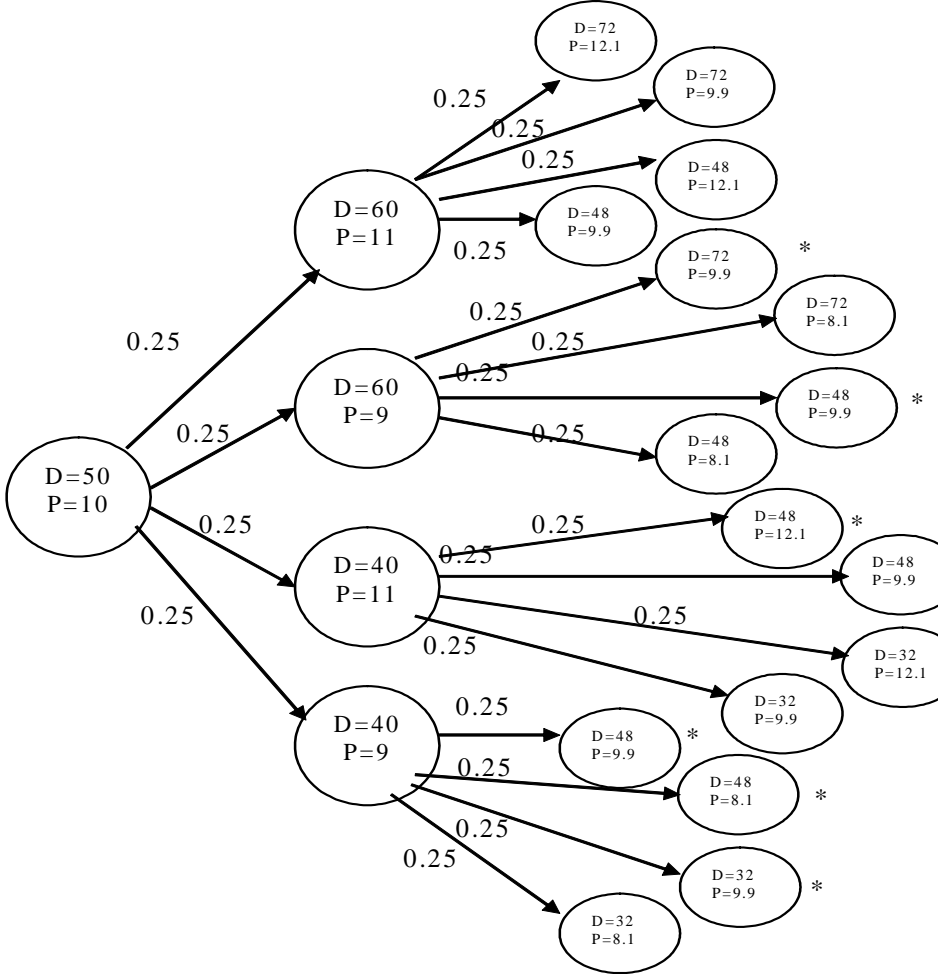 D=72
P=12.1
D=72
P=9.9
0.25
0.25
0.25
D=48
P=12.1
D=60
P=11
D=48
P=9.9
0.25
D=72
P=9.9
*
0.25
D=72
P=8.1
0.25
0.25
0.25
D=60
P=9
D=48
P=9.9
*
0.25
0.25
D=48
P=8.1
D=50
P=10
0.25
0.25
D=48
P=12.1
*
0.25
D=40
P=11
D=48
P=9.9
0.25
0.25
0.25
D=32
P=12.1
D=32
P=9.9
D=40
P=9
0.25
D=48
P=9.9
*
0.25
D=48
P=8.1
*
0.25
0.25
D=32
P=9.9
*
D=32
P=8.1